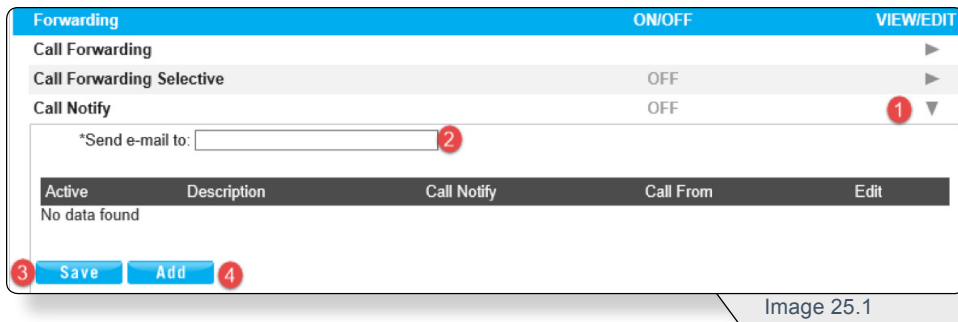 Forwarding ON/OFF VIEW/EDIT
Call Forwarding
Call Forwarding Selective OFF
Call Notify OFF 1
*Send e-mail to: 2
Active Description Call Notify Call From Edit
No data found
3 Save Add 4
Image 25.1